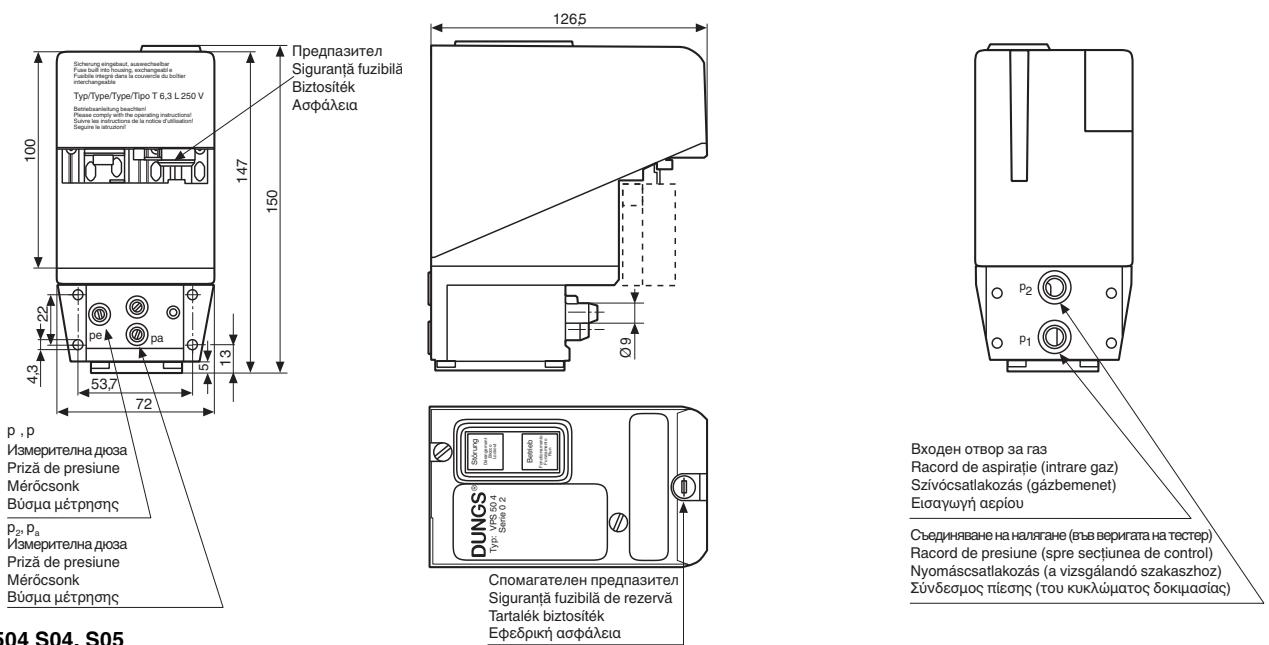 126,5
Предпазител
Siguranță fuzibilă
Biztosíték
Ασφάλεια
Sicherung eingebaut, auswechselbar
Fuse built into housing, exchangeable
Fusibile integré dans la couvercle du boîtier
interchangeable
Typ/Type/Type/Tipo T 6,3 L 250 V
Betriebsanleitung beachten!
Please comply with the operating instructions!
Suivre les instructions de la notice d'utilisation!
Seguire le istruzioni!
100
147
150
22
4,3
pe
pa
5
13
53,7
72
Ø 9
p2
p1
p , p
Измерителна дюза
Priză de presiune
Mérőcsonk
Βύσμα μέτρησης
p2, pa
Измерителна дюза
Priză de presiune
Mérőcsonk
Βύσμα μέτρησης
Störung
Betrieb
DUNGS®
Typ: VPS 50 4
Serie 0 2
Спомагателен предпазител
Siguranță fuzibilă de rezervă
Tartalék biztosíték
Εφεδρική ασφάλεια
Входен отвор за газ
Racord de aspirație (intrare gaz)
Szívócsatlakozás (gázbemenet)
Εισαγωγή αερίου
Съединяване на налягане (във веригата на тестер)
Racord de presiune (spre secțiunea de control)
Nyomáscsatlakozás (a vizsgálandó szakaszhoz)
Σύνδεσμος πίεσης (του κυκλώματος δοκιμασίας)
504 S04, S05